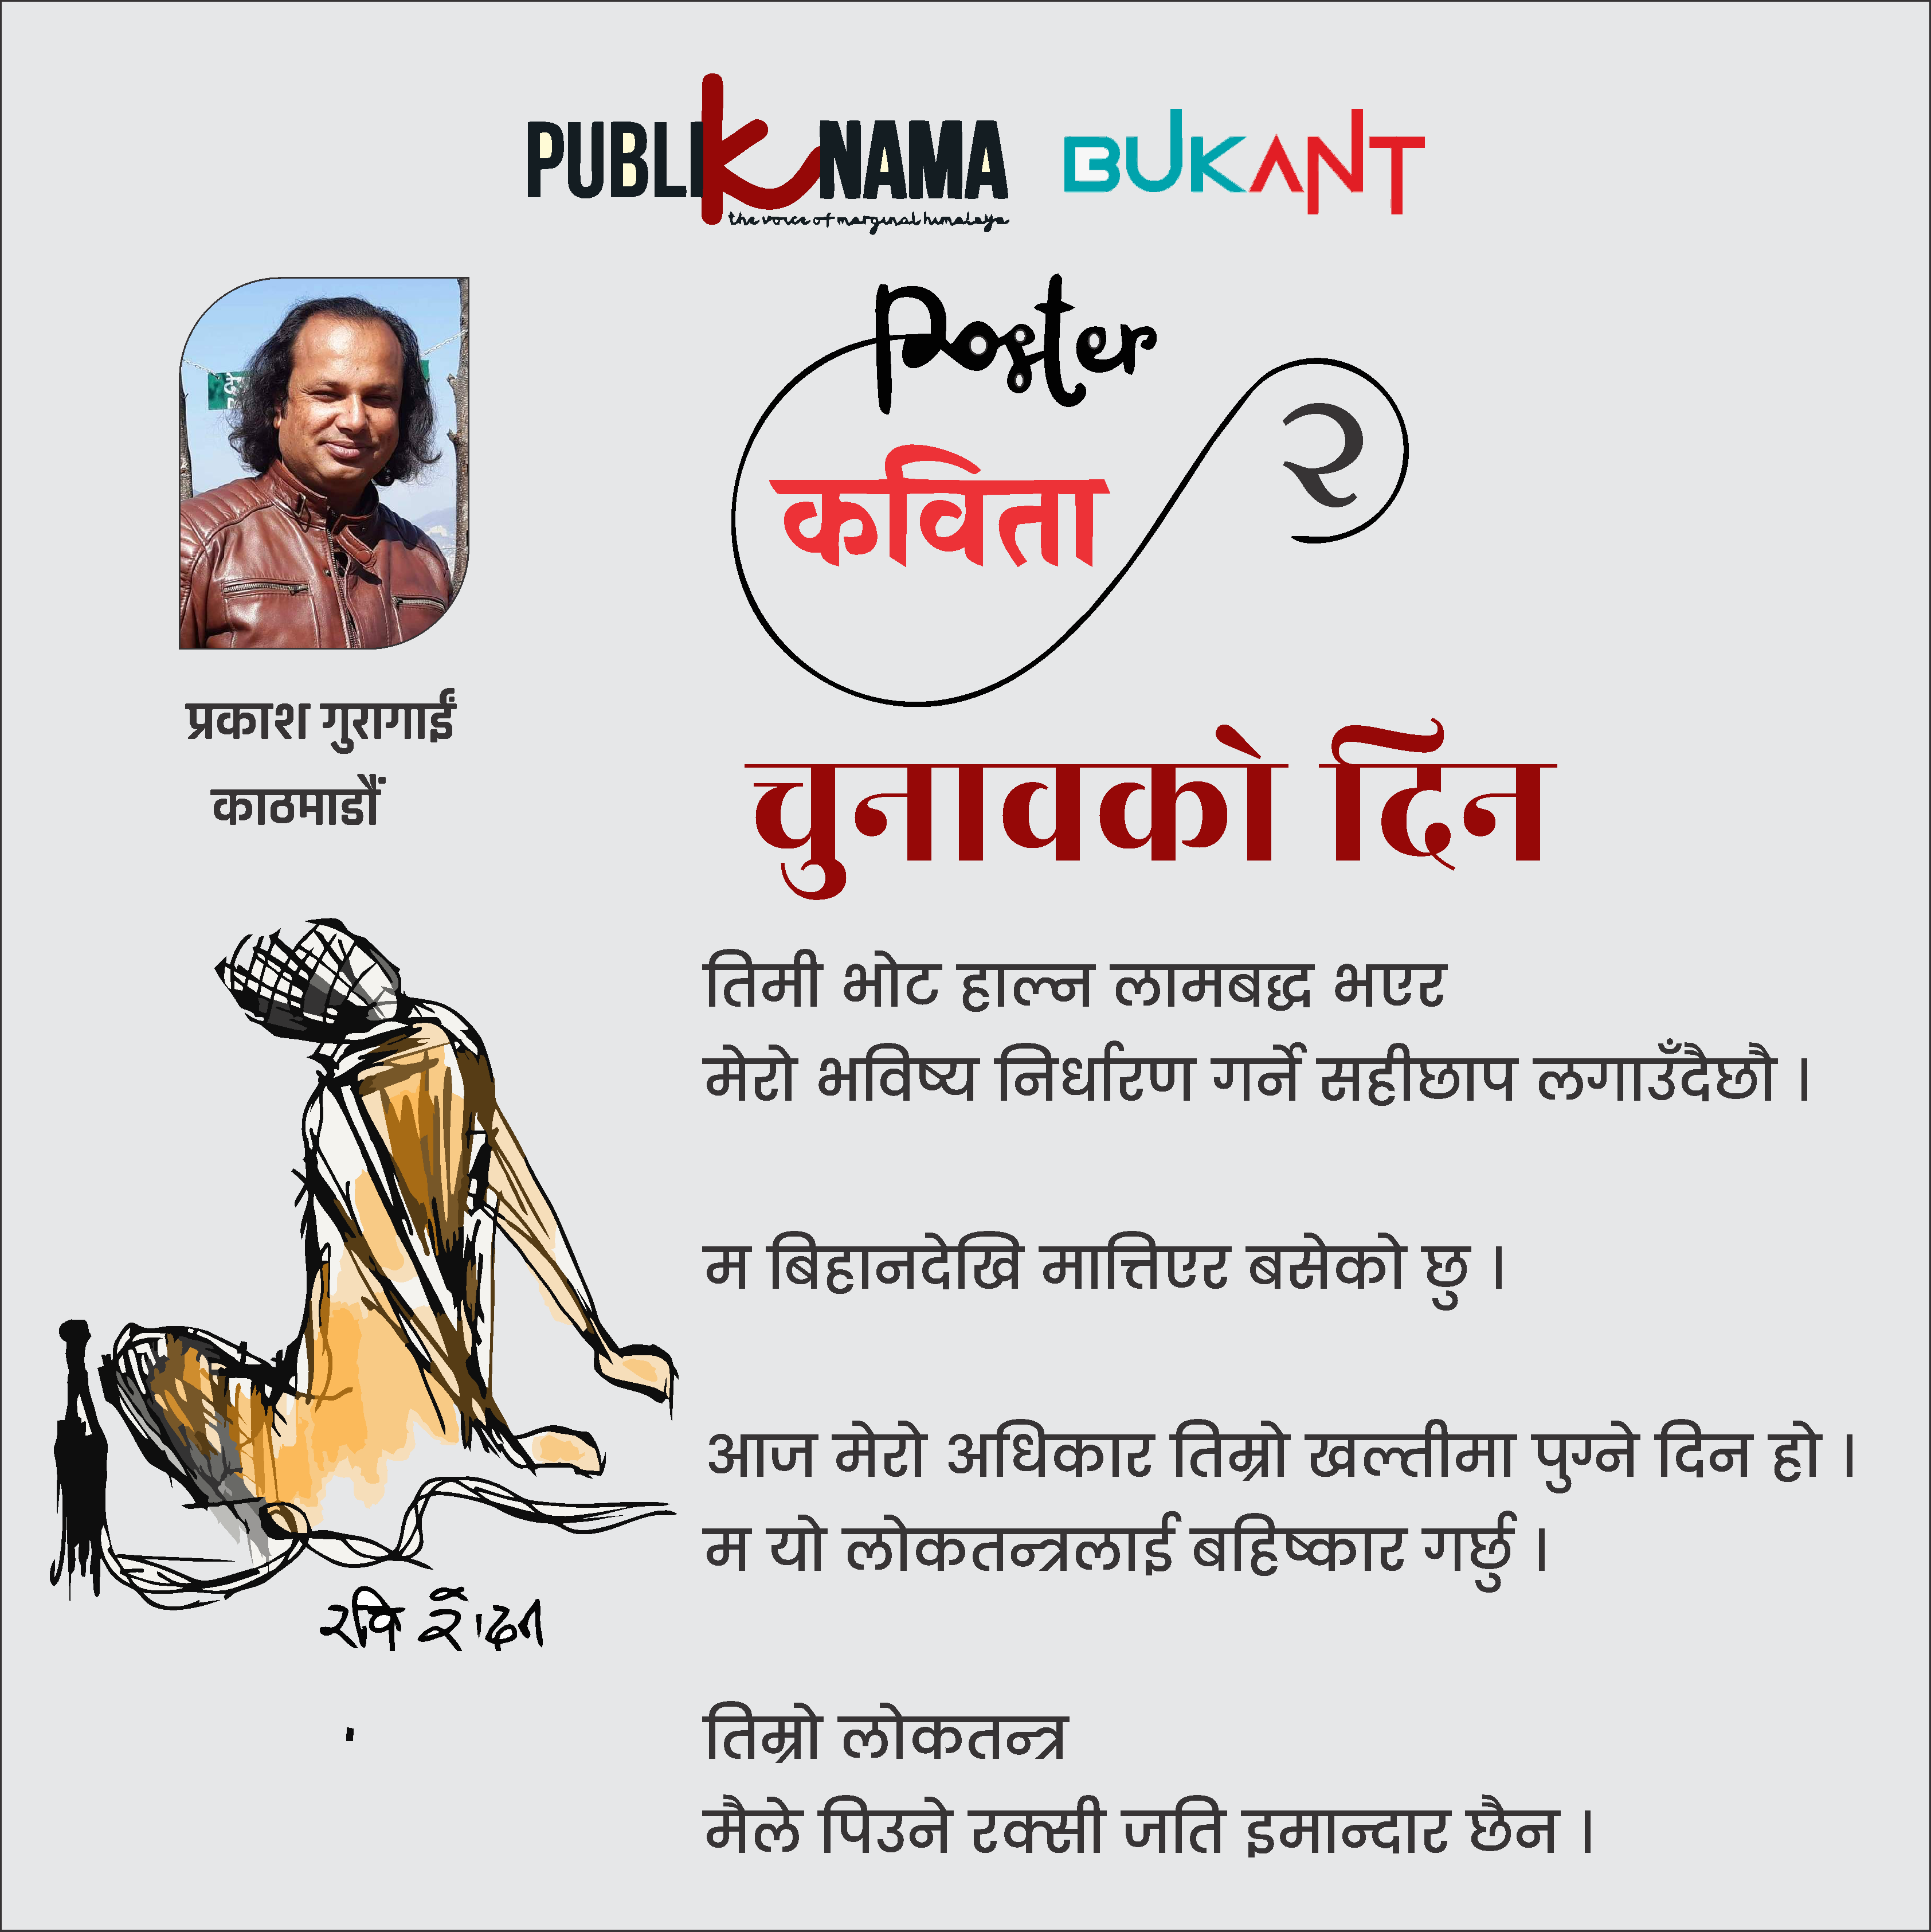 PUBLIKNAMA
the voice of marginal himalaya
BUKANT
Poster
कविता
२
प्रकाश गुरागाईं
काठमाडौं
चुनावको दिन
तिमी भोट हाल्न लामबद्ध भएर
मेरो भविष्य निर्धारण गर्ने सहीछाप लगाउँदैछौ ।
म बिहानदेखि मात्तिएर बसेको छु ।
आज मेरो अधिकार तिम्रो खल्तीमा पुग्ने दिन हो ।
म यो लोकतन्त्रलाई बहिष्कार गर्छु ।
तिम्रो लोकतन्त्र
मैले पिउने रक्सी जति इमान्दार छैन ।
रवि